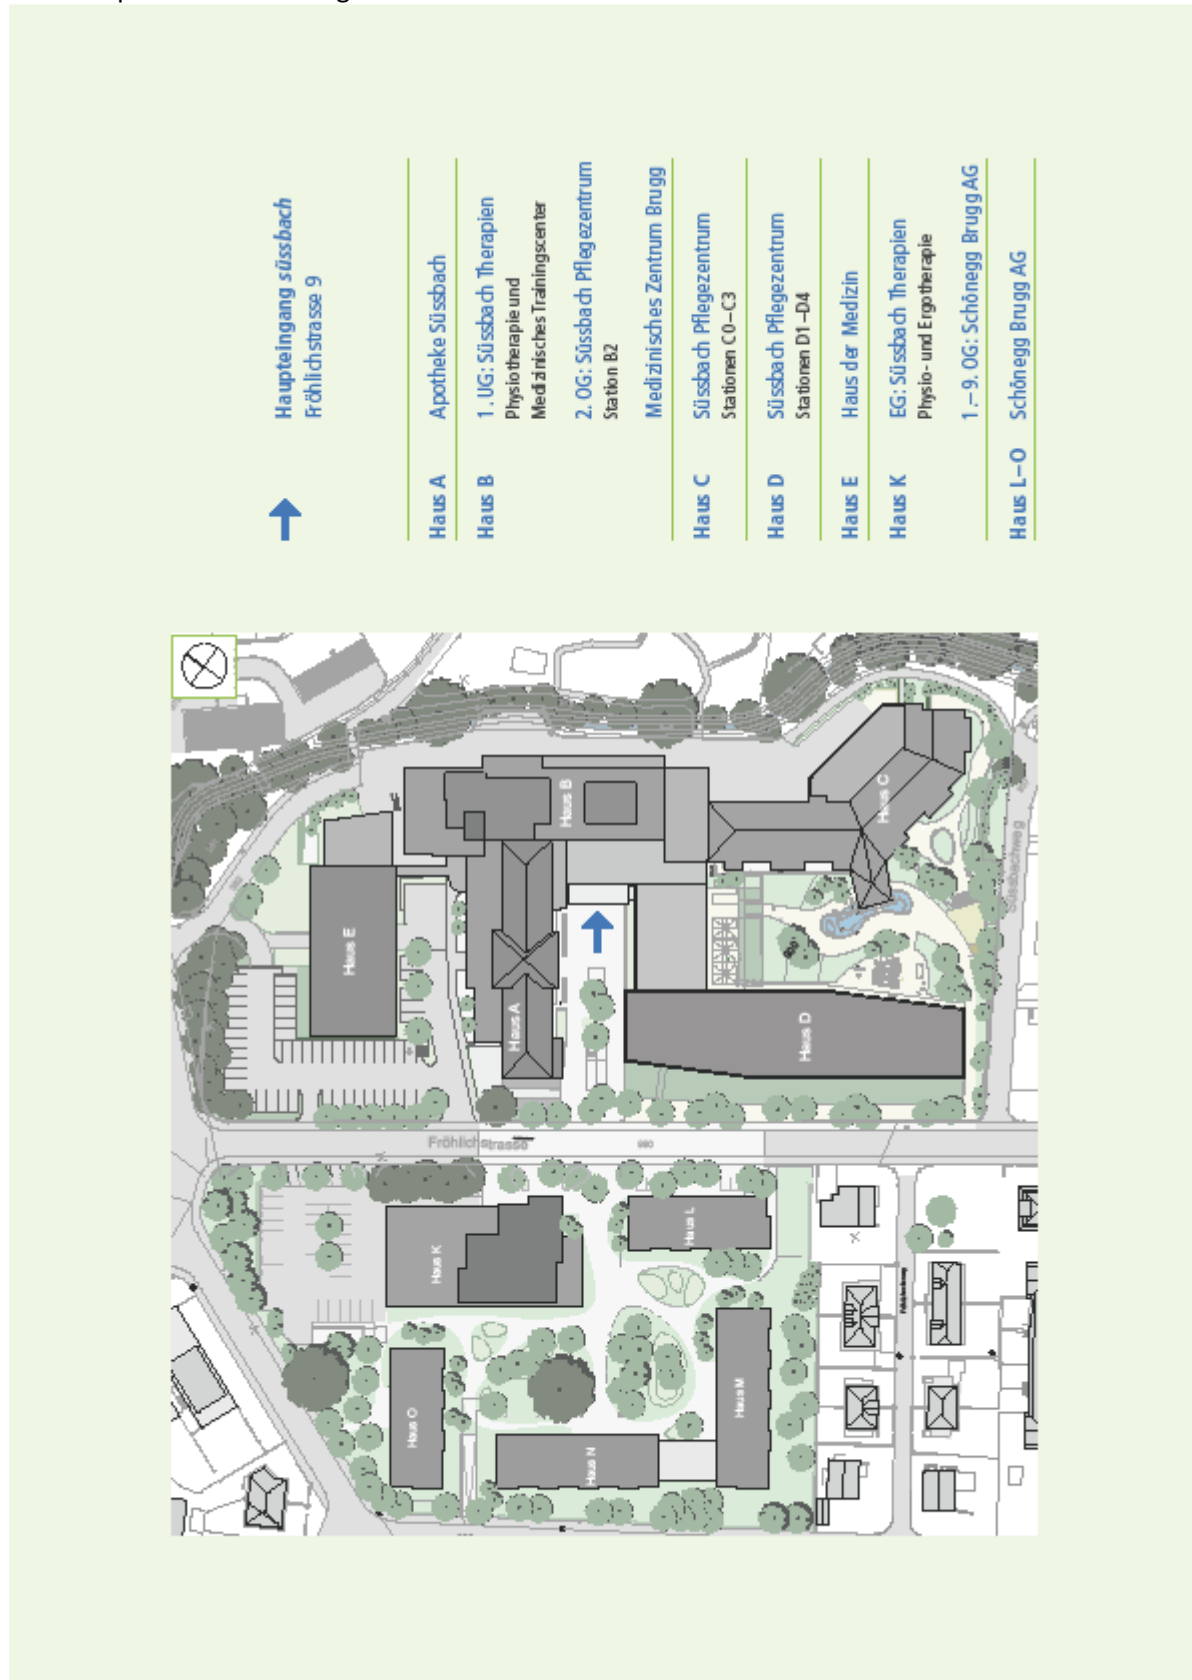 Haupteingang süssbach
Fröhlichstrasse 9
Haus A Apotheke Süssbach
Haus B 1. UG: Süssbach Therapien
Physiotherapie und
Medizinisches Trainingscenter
2. OG: Süssbach Pflegezentrum
Station B2
Medizinisches Zentrum Brugg
Haus C Süssbach Pflegezentrum
Stationen C0–C3
Haus D Süssbach Pflegezentrum
Stationen D1–D4
Haus E Haus der Medizin
Haus K EG: Süssbach Therapien
Physio- und Ergotherapie
1.– 9. OG: Schönegg Brugg AG
Haus L–O Schönegg Brugg AG
Haus E
Haus A
Haus B
Haus C
Haus D
Süssbachweg
Fröhlichstrasse
Haus K
Haus L
Haus O
Haus N
Haus M